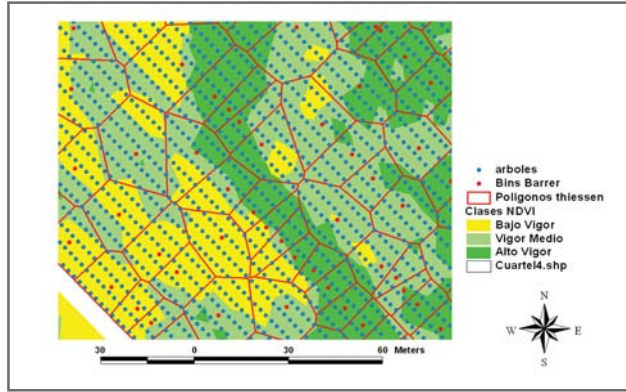 arboles
Bins Barrer
Poligonos thiessen
Clases NDVI
Bajo Vigor
Vigor Medio
Alto Vigor
Cuartel4.shp
N
W E
S
30 0 30 60 Meters